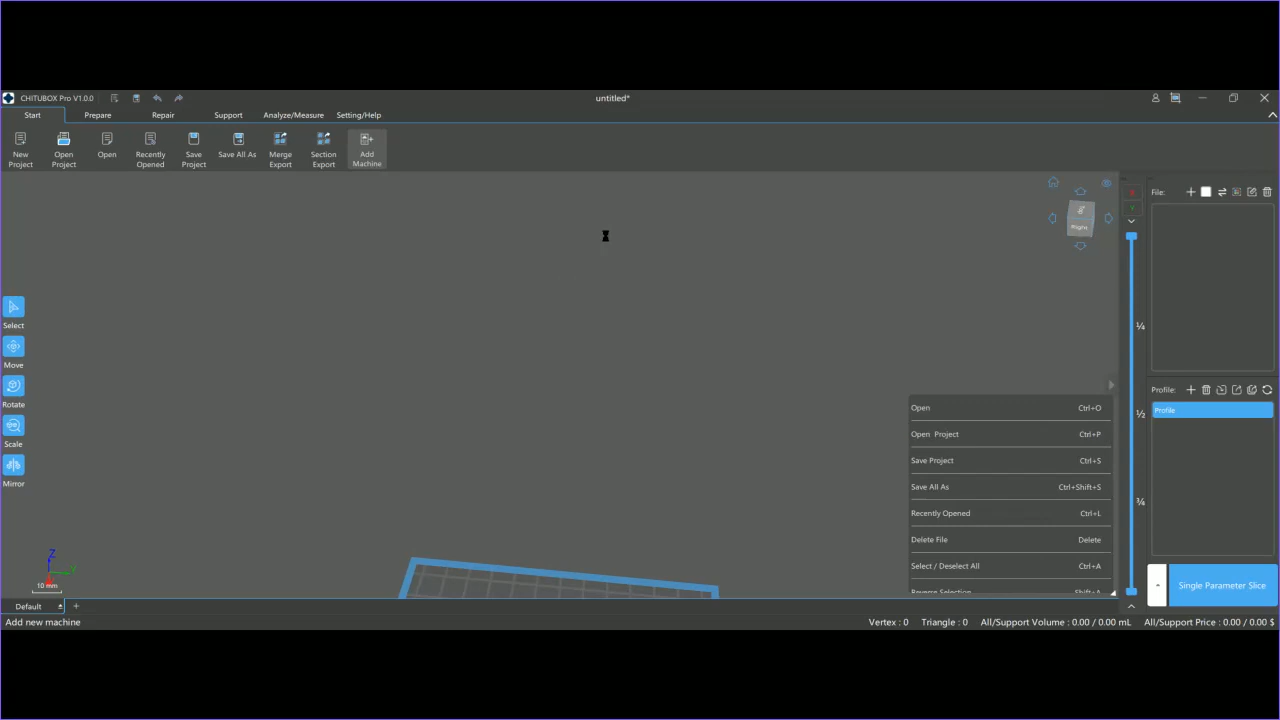 CHITUBOX Pro V1.0.0
untitled*
Start Prepare Repair Support Analyze/Measure Setting/Help
New Project
Open Project
Open
Recently Opened
Save Project
Save All As
Merge Export
Section Export
Add Machine
File:
Right
Select
Move
Rotate
Scale
Mirror
1/4
1/2
3/4
Profile:
Profile
Open Ctrl+O
Open Project Ctrl+P
Save Project Ctrl+S
Save All As Ctrl+Shift+S
Recently Opened Ctrl+L
Delete File Delete
Select / Deselect All Ctrl+A
Reverse Selection Shift+A
Z
Y
10 mm
Single Parameter Slice
Default +
Add new machine
Vertex : 0 Triangle : 0 All/Support Volume : 0.00 / 0.00 mL All/Support Price : 0.00 / 0.00 $